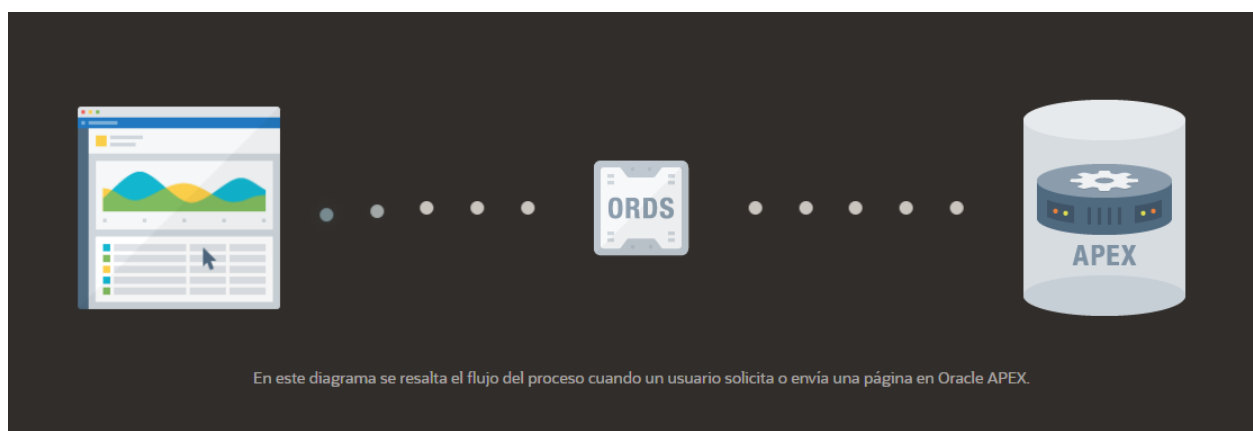 ORDS
APEX
En este diagrama se resalta el flujo del proceso cuando un usuario solicita o envía una página en Oracle APEX.